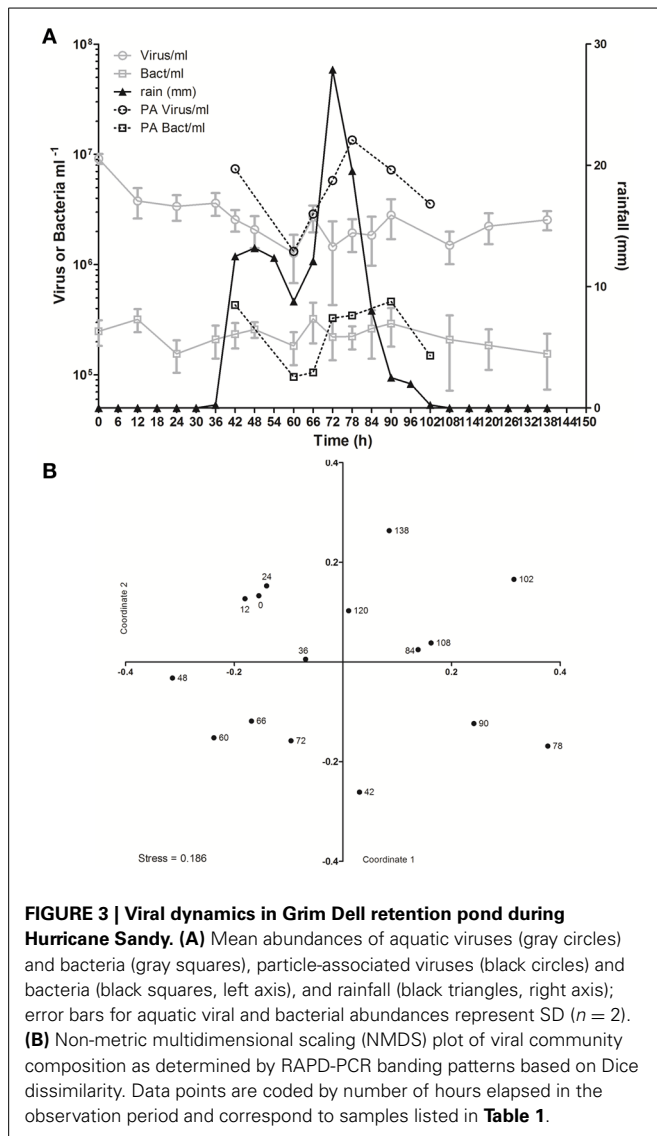 A
Virus/ml
Bact/ml
rain (mm)
PA Virus/ml
PA Bact/ml
Virus or Bacteria ml -1
10^8
10^7
10^6
10^5
30
20
10
0
rainfall (mm)
0 6 12 18 24 30 36 42 48 54 60 66 72 78 84 90 96 102 108 114 120 126 132 138 144 150
Time (h)
B
0.4
138
0.2
102
24
0
12
120
Coordinate 2
108
84
36
-0.4 -0.2 0.2 0.4
48
66
60
72
90
78
-0.2
42
Stress = 0.186
-0.4
Coordinate 1
FIGURE 3 | Viral dynamics in Grim Dell retention pond during
Hurricane Sandy. (A) Mean abundances of aquatic viruses (gray circles)
and bacteria (gray squares), particle-associated viruses (black circles) and
bacteria (black squares, left axis), and rainfall (black triangles, right axis);
error bars for aquatic viral and bacterial abundances represent SD (n = 2).
(B) Non-metric multidimensional scaling (NMDS) plot of viral community
composition as determined by RAPD-PCR banding patterns based on Dice
dissimilarity. Data points are coded by number of hours elapsed in the
observation period and correspond to samples listed in Table 1.